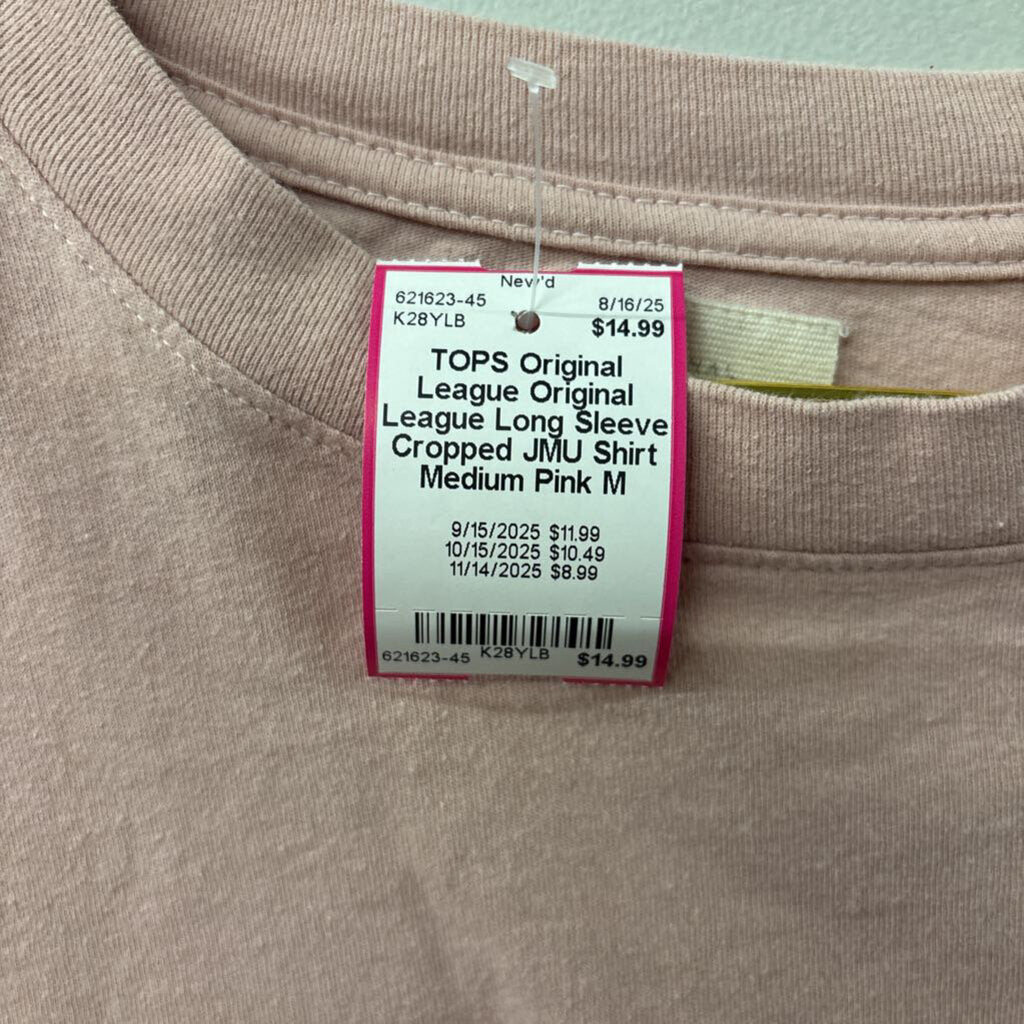 New'd
621623-45 8/16/25
K28YLB $14.99
TOPS Original
League Original
League Long Sleeve
Cropped JMU Shirt
Medium Pink M
9/15/2025 $11.99
10/15/2025 $10.49
11/14/2025 $8.99
621623-45 K28YLB $14.99